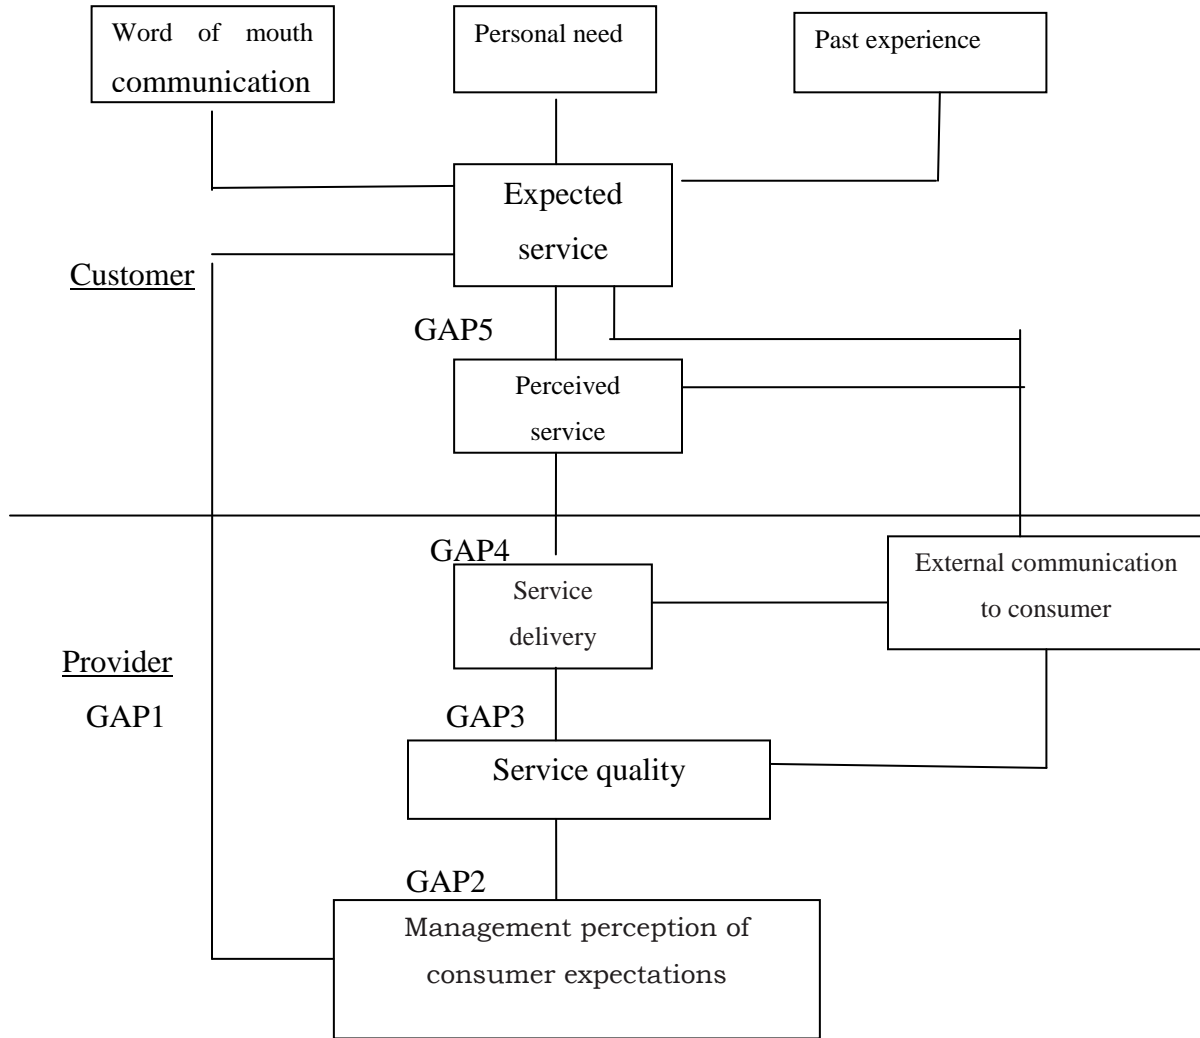 Word of mouth
communication
Personal need
Past experience
Expected
service
Customer
GAP5
Perceived
service
GAP4
Service
delivery
External communication
to consumer
Provider
GAP1
GAP3
Service quality
GAP2
Management perception of
consumer expectations